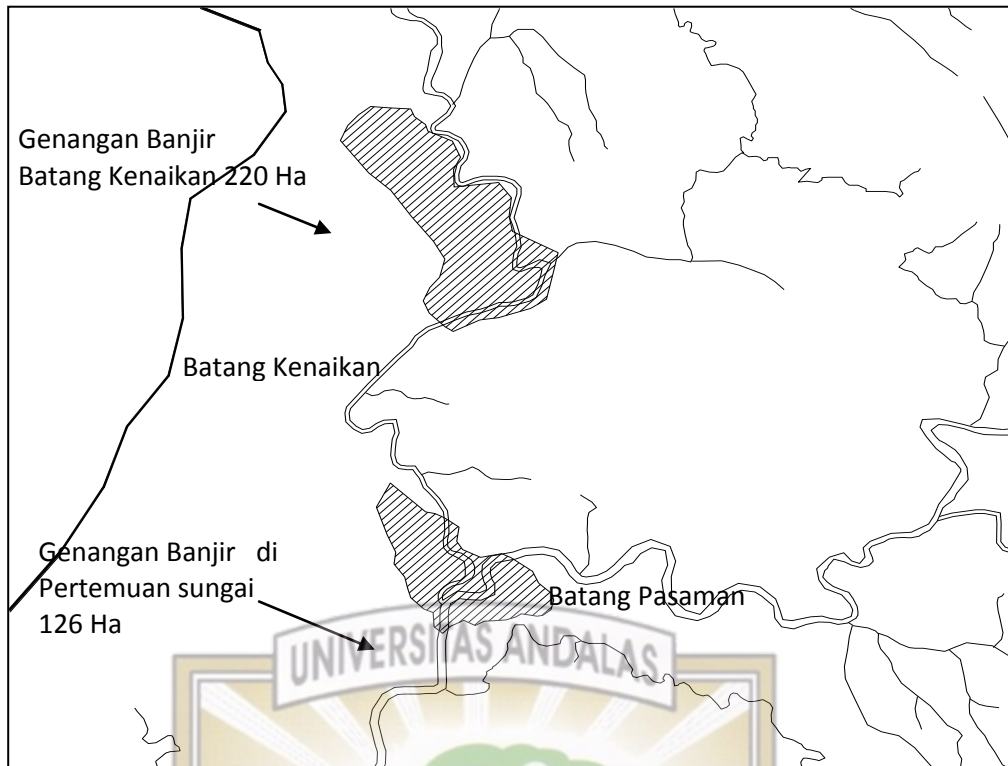 Genangan Banjir
Batang Kenaikan 220 Ha
Batang Kenaikan
Genangan Banjir di
Pertemuan sungai
126 Ha
Batang Pasaman
UNIVERSITAS ANDALAS